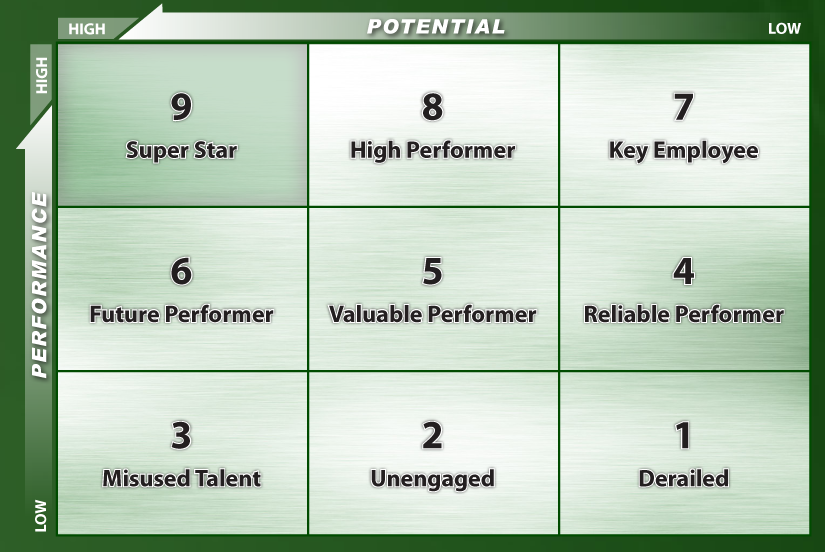 HIGH
POTENTIAL
LOW
HIGH
PERFORMANCE
LOW
9
Super Star
8
High Performer
7
Key Employee
6
Future Performer
5
Valuable Performer
4
Reliable Performer
3
Misused Talent
2
Unengaged
1
Derailed